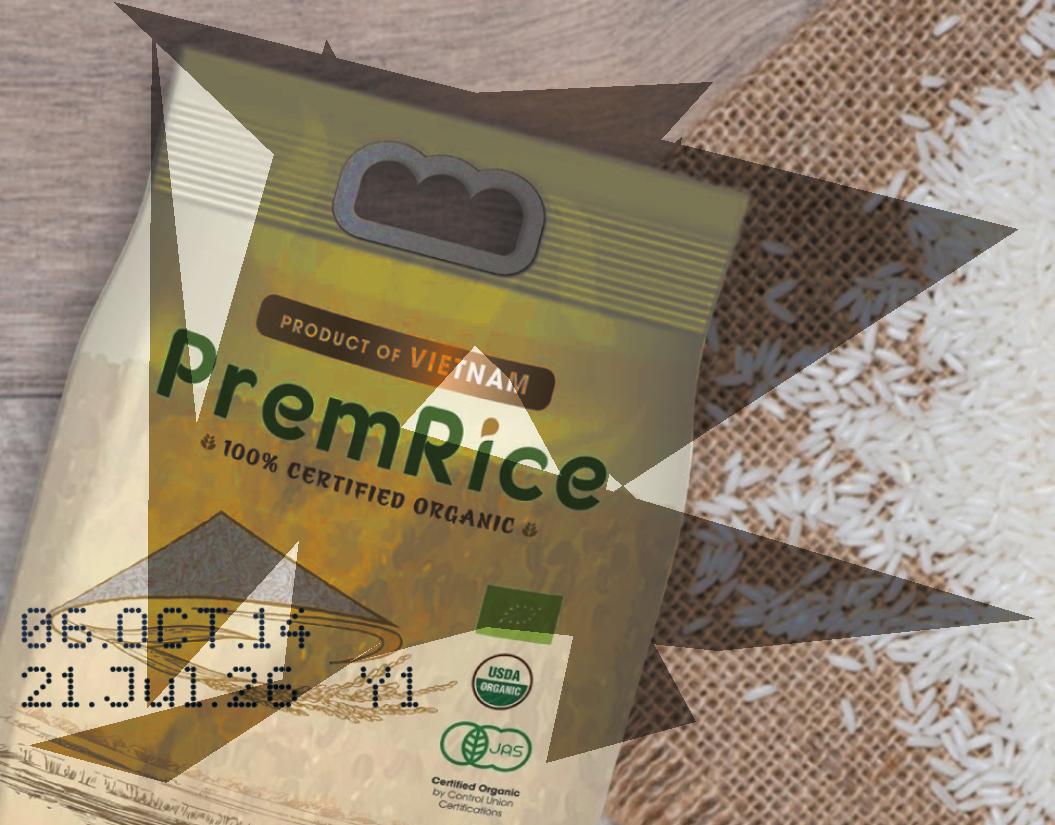 PRODUCT OF VIETNAM
PremRice
100% CERTIFIED ORGANIC
06.OCT.14
21.Jul.26 Y1
USDA
ORGANIC
JAS
Certified Organic
by Control Union
Certifications